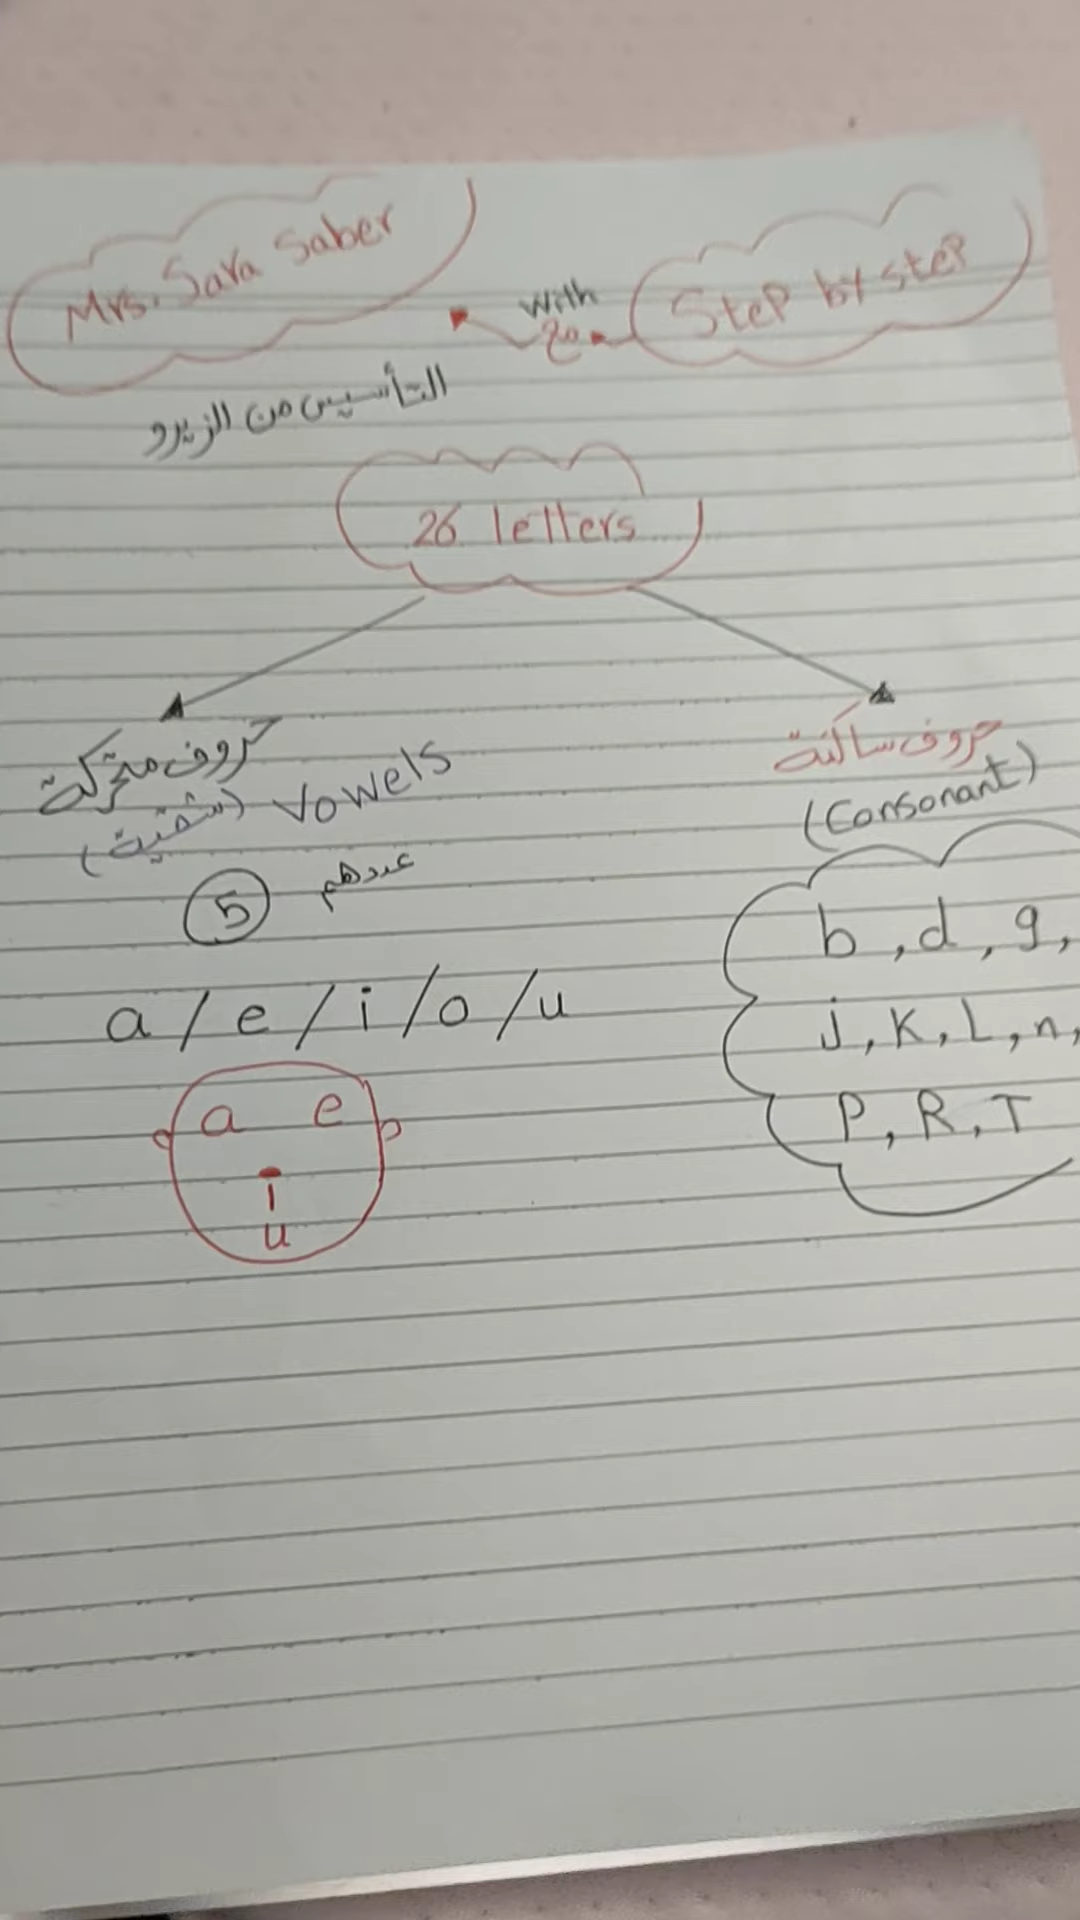 Mrs. Sara Saber
with
مع
Step by step
التأسيس من الزيرو
26 letters
حروف متحركة
(شفتية)
Vowels
عددهم
5
a / e / i / o / u
a e
i
u
حروف ساكنة
(Consonant)
b , d , g ,
j , K , L , n ,
P , R , T